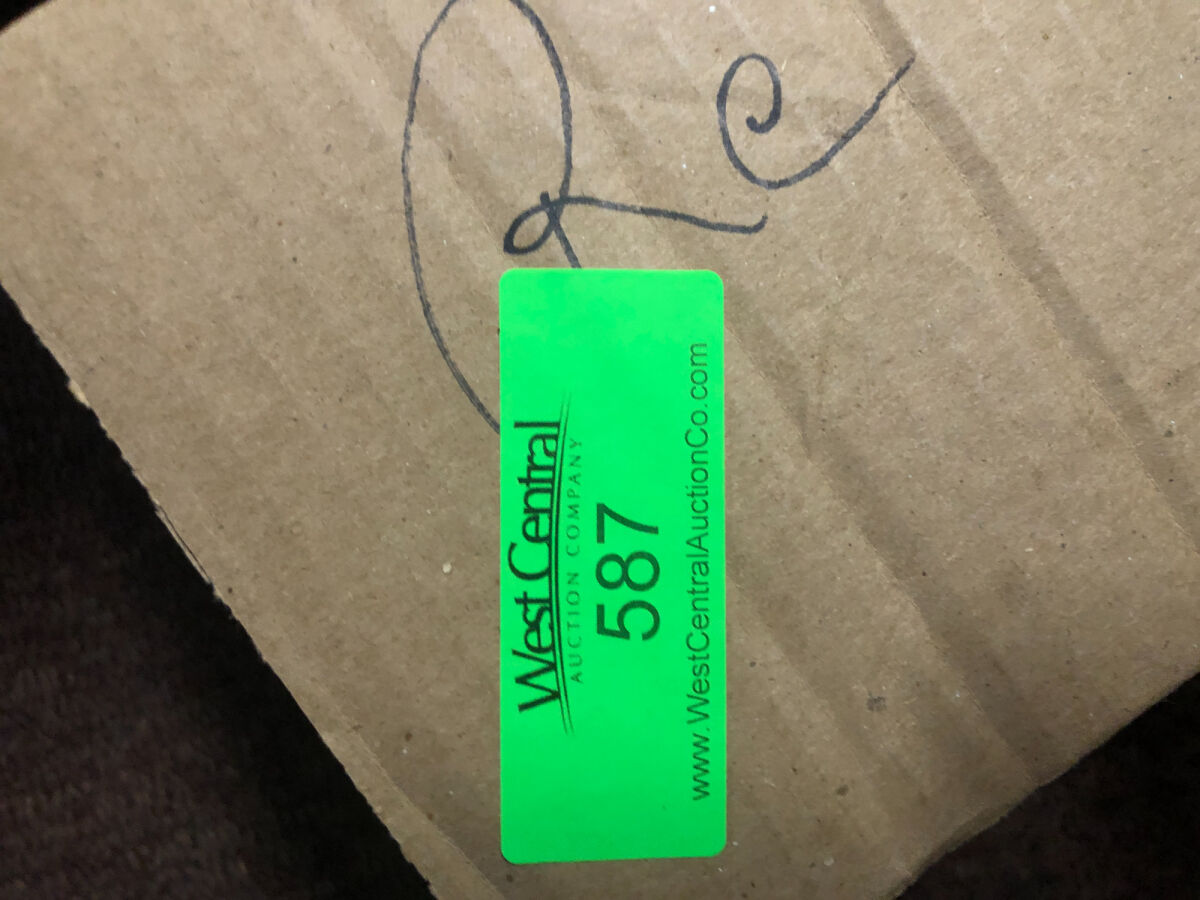 West Central
AUCTION COMPANY
587
www.WestCentralAuctionCo.com